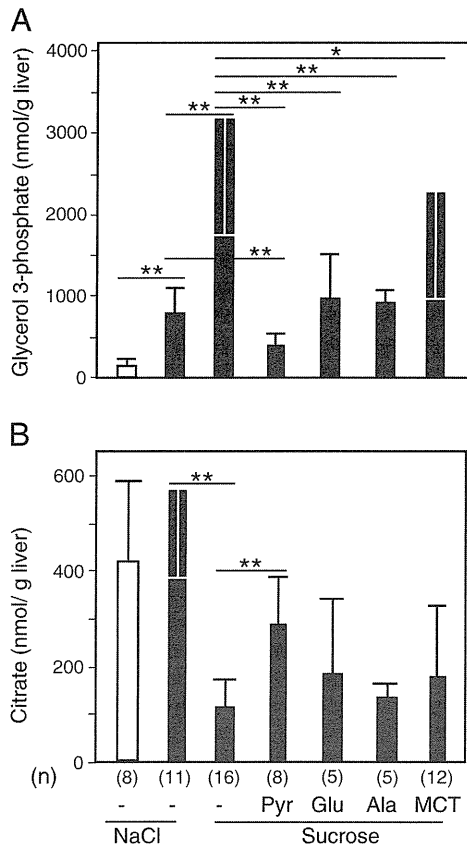 A
Glycerol 3-phosphate (nmol/g liver)
4000
3000
2000
1000
0
*
**
**
** **
**
**
B
Citrate (nmol/ g liver)
600
400
200
0
**
**
(n) (8) (11) (16) (8) (5) (5) (12)
- - - Pyr Glu Ala MCT
NaCl Sucrose